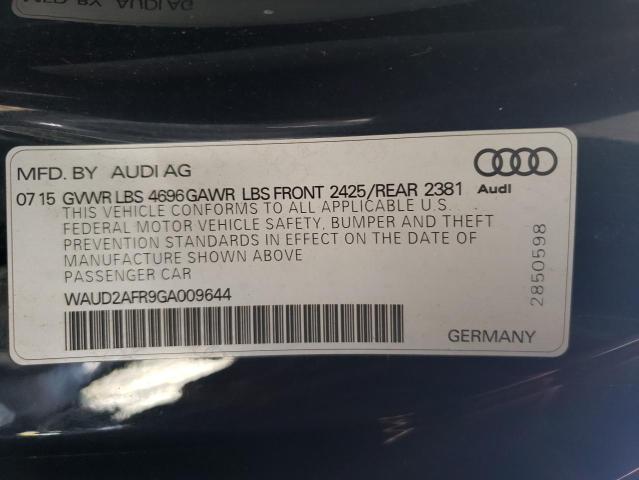 MFD. BY AUDI AG
07 15 GVWR LBS 4696 GAWR LBS FRONT 2425/REAR 2381
Audi
THIS VEHICLE CONFORMS TO ALL APPLICABLE U.S.
FEDERAL MOTOR VEHICLE SAFETY, BUMPER AND THEFT
PREVENTION STANDARDS IN EFFECT ON THE DATE OF
MANUFACTURE SHOWN ABOVE
PASSENGER CAR
WAUD2AFR9GA009644
2850598
GERMANY